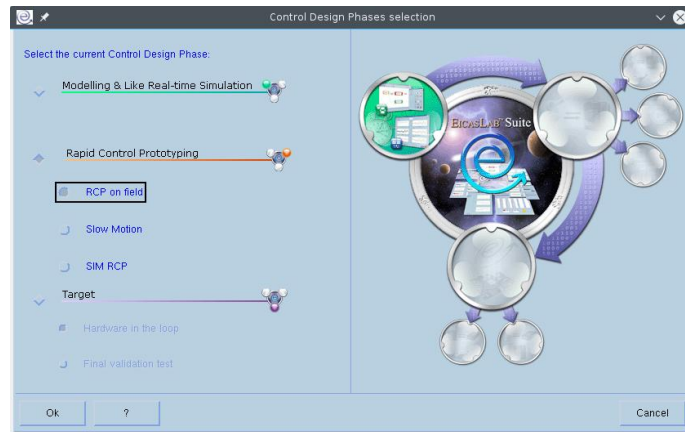 Control Design Phases selection
Select the current Control Design Phase:
Modelling & Like Real-time Simulation
Rapid Control Prototyping
RCP on field
Slow Motion
SIM RCP
Target
Hardware in the loop
Final validation test
EICASLAB™ Suite
Ok
?
Cancel